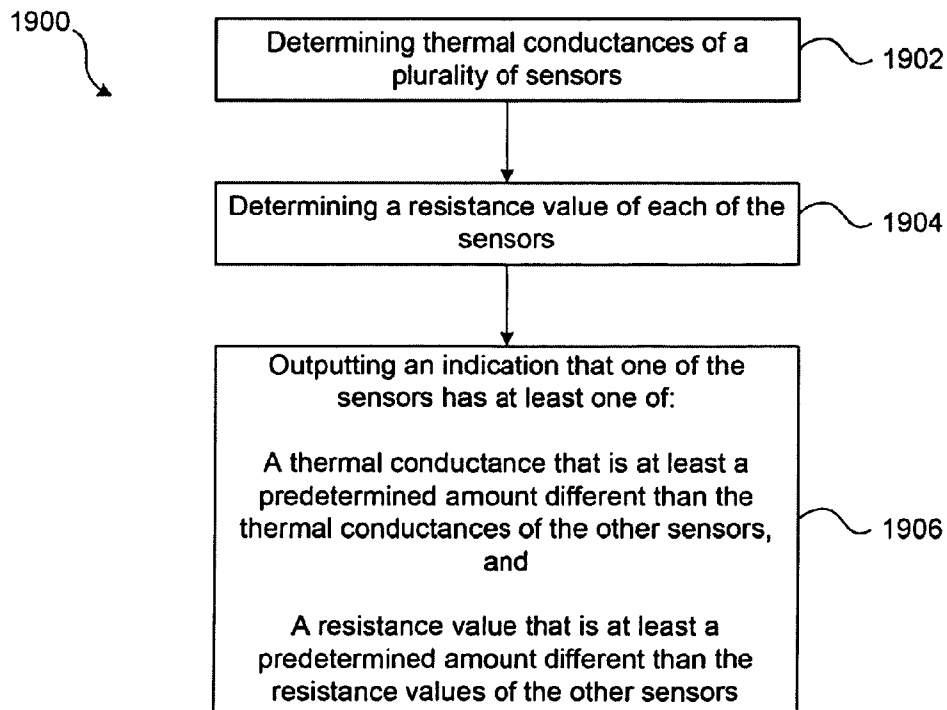 1900
Determining thermal conductances of a
plurality of sensors
1902
Determining a resistance value of each of the
sensors
1904
Outputting an indication that one of the
sensors has at least one of:
A thermal conductance that is at least a
predetermined amount different than the
thermal conductances of the other sensors,
and
A resistance value that is at least a
predetermined amount different than the
resistance values of the other sensors
1906